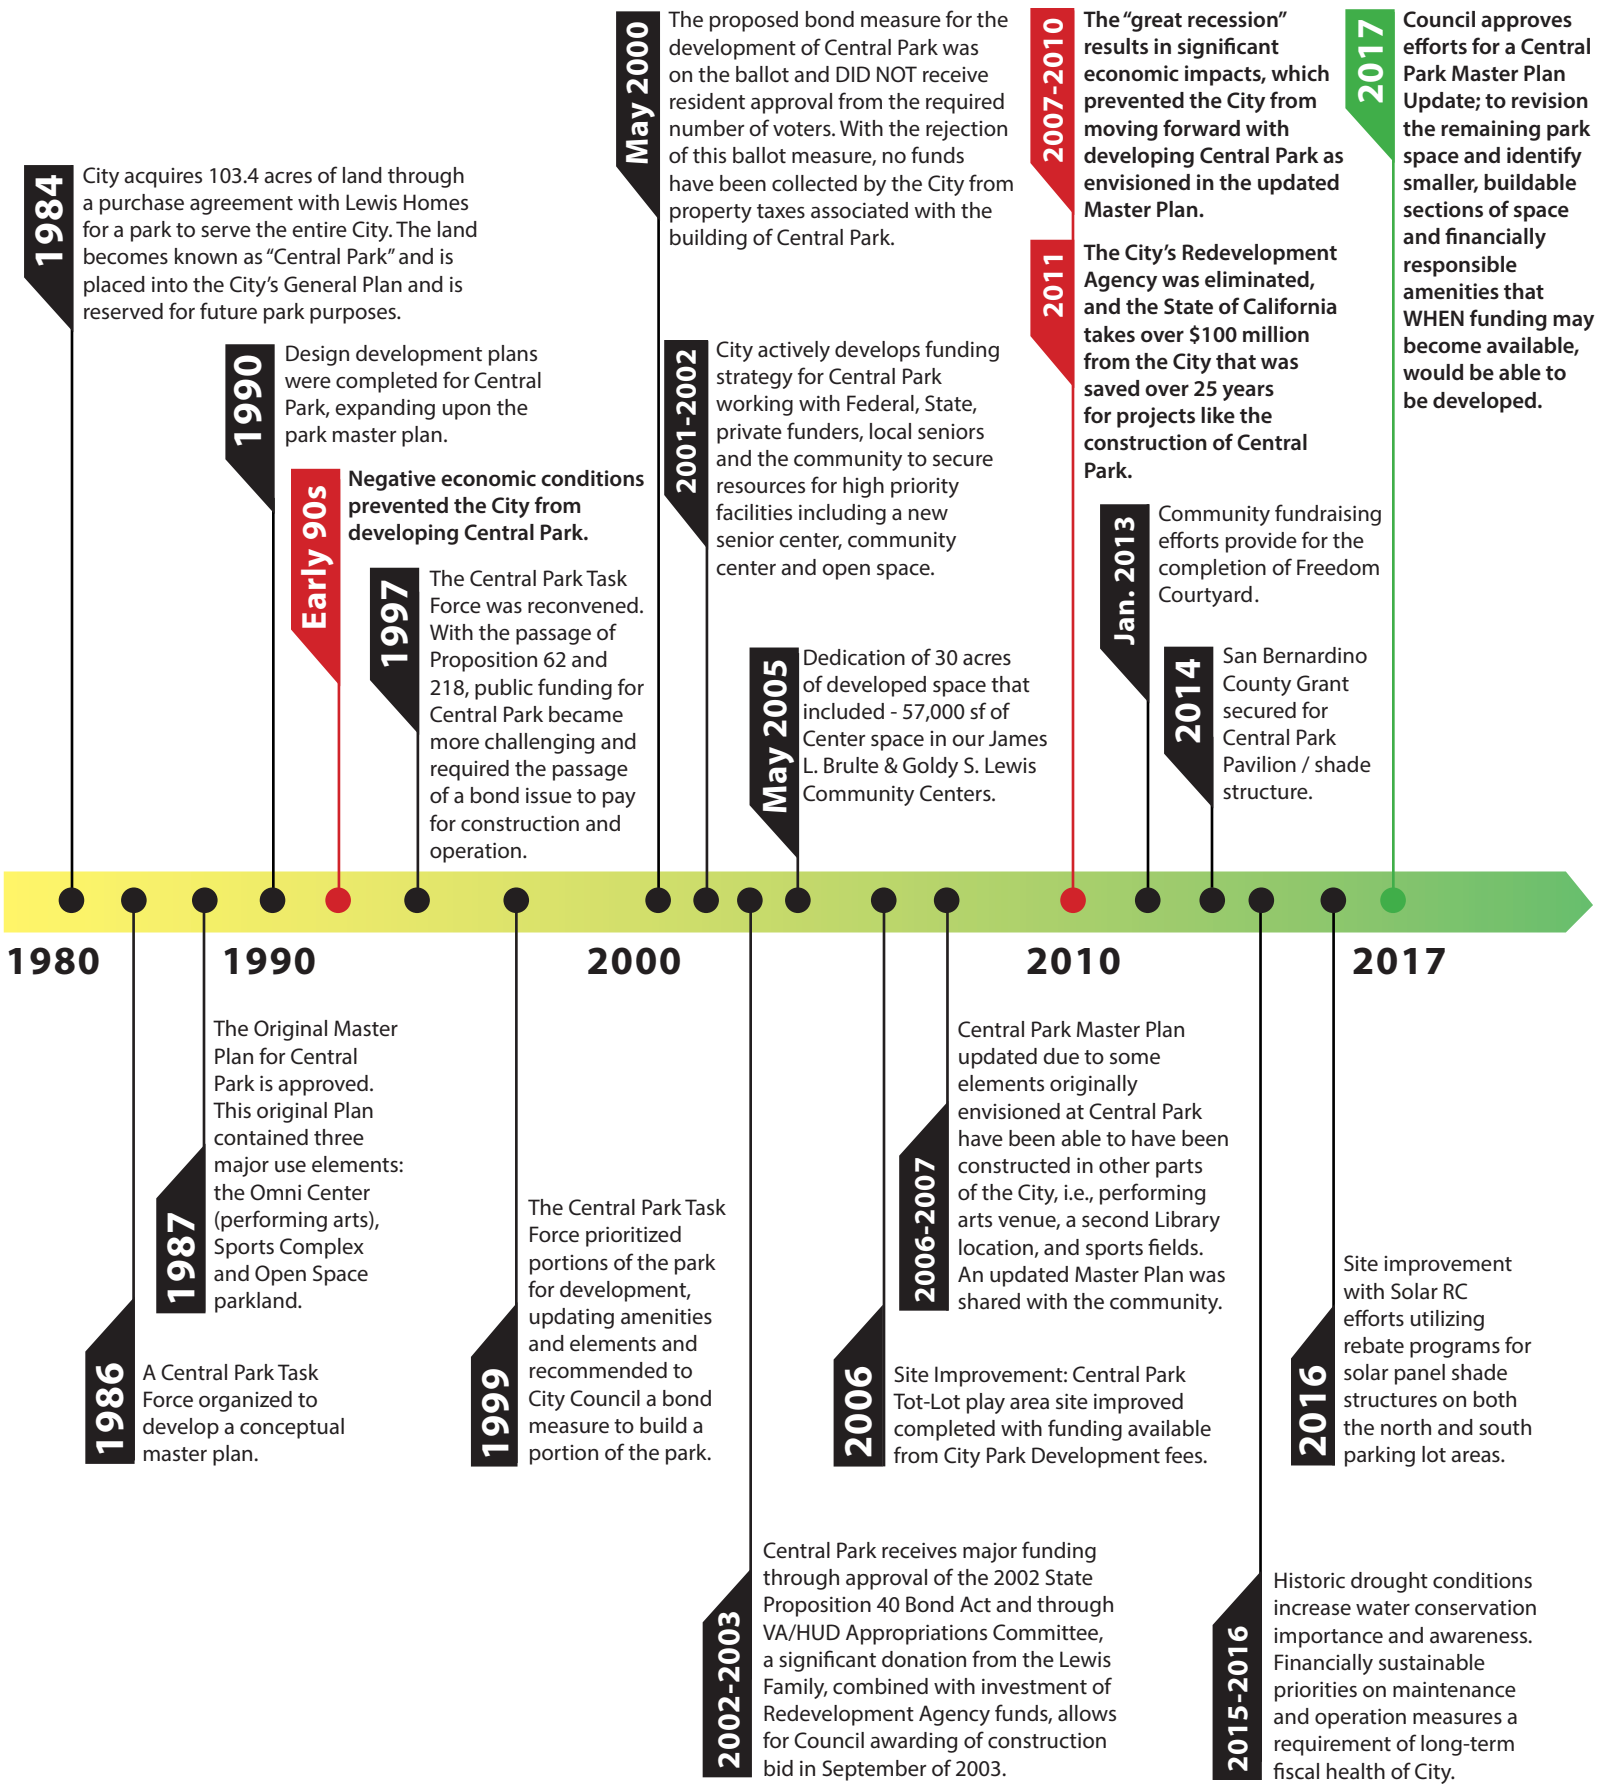 1984
City acquires 103.4 acres of land through
a purchase agreement with Lewis Homes
for a park to serve the entire City. The land
becomes known as “Central Park” and is
placed into the City’s General Plan and is
reserved for future park purposes.
1990
Design development plans
were completed for Central
Park, expanding upon the
park master plan.
Early 90s
Negative economic conditions
prevented the City from
developing Central Park.
1997
The Central Park Task
Force was reconvened.
With the passage of
Proposition 62 and
218, public funding for
Central Park became
more challenging and
required the passage
of a bond issue to pay
for construction and
operation.
May 2000
The proposed bond measure for the
development of Central Park was
on the ballot and DID NOT receive
resident approval from the required
number of voters. With the rejection
of this ballot measure, no funds
have been collected by the City from
property taxes associated with the
building of Central Park.
2001-2002
City actively develops funding
strategy for Central Park
working with Federal, State,
private funders, local seniors
and the community to secure
resources for high priority
facilities including a new
senior center, community
center and open space.
May 2005
Dedication of 30 acres
of developed space that
included - 57,000 sf of
Center space in our James
L. Brulte & Goldy S. Lewis
Community Centers.
2007-2010
The “great recession”
results in significant
economic impacts, which
prevented the City from
moving forward with
developing Central Park as
envisioned in the updated
Master Plan.
2011
The City’s Redevelopment
Agency was eliminated,
and the State of California
takes over $100 million
from the City that was
saved over 25 years
for projects like the
construction of Central
Park.
Jan. 2013
Community fundraising
efforts provide for the
completion of Freedom
Courtyard.
2014
San Bernardino
County Grant
secured for
Central Park
Pavilion / shade
structure.
2017
Council approves
efforts for a Central
Park Master Plan
Update; to revision
the remaining park
space and identify
smaller, buildable
sections of space
and financially
responsible
amenities that
WHEN funding may
become available,
would be able to
be developed.
1980
1990
2000
2010
2017
1986
A Central Park Task
Force organized to
develop a conceptual
master plan.
1987
The Original Master
Plan for Central
Park is approved.
This original Plan
contained three
major use elements:
the Omni Center
(performing arts),
Sports Complex
and Open Space
parkland.
1999
The Central Park Task
Force prioritized
portions of the park
for development,
updating amenities
and elements and
recommended to
City Council a bond
measure to build a
portion of the park.
2002-2003
Central Park receives major funding
through approval of the 2002 State
Proposition 40 Bond Act and through
VA/HUD Appropriations Committee,
a significant donation from the Lewis
Family, combined with investment of
Redevelopment Agency funds, allows
for Council awarding of construction
bid in September of 2003.
2006
Site Improvement: Central Park
Tot-Lot play area site improved
completed with funding available
from City Park Development fees.
2006-2007
Central Park Master Plan
updated due to some
elements originally
envisioned at Central Park
have been able to have been
constructed in other parts
of the City, i.e., performing
arts venue, a second Library
location, and sports fields.
An updated Master Plan was
shared with the community.
2015-2016
Historic drought conditions
increase water conservation
importance and awareness.
Financially sustainable
priorities on maintenance
and operation measures a
requirement of long-term
fiscal health of City.
2016
Site improvement
with Solar RC
efforts utilizing
rebate programs for
solar panel shade
structures on both
the north and south
parking lot areas.